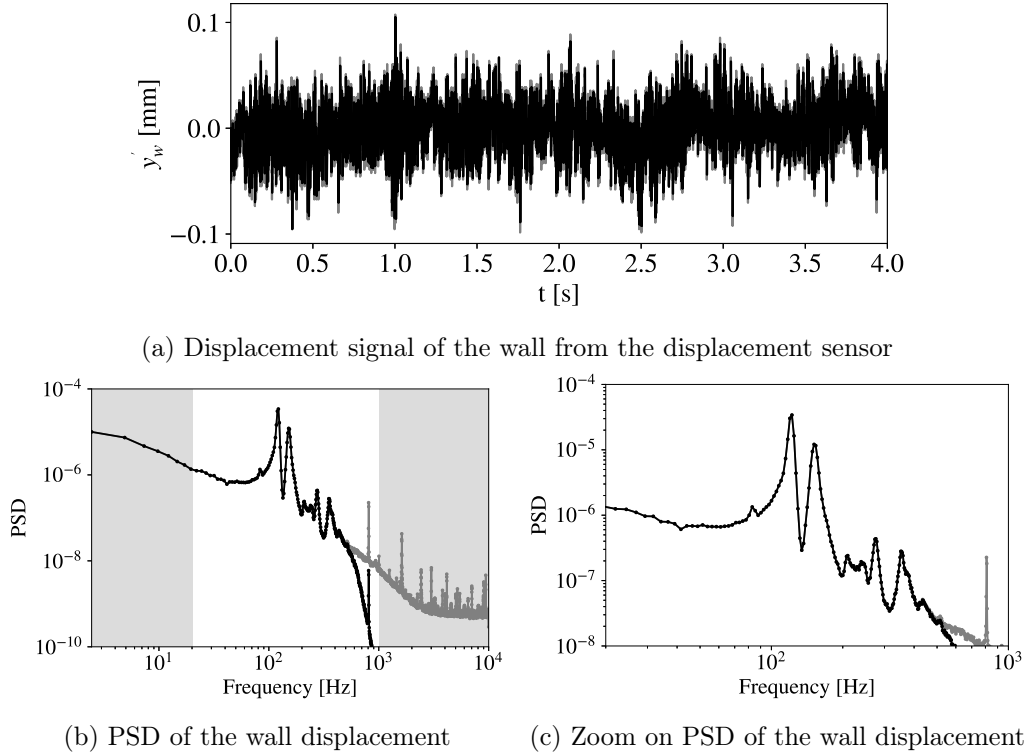 0.1
0.0
−0.1
y′w [mm]
0.0 0.5 1.0 1.5 2.0 2.5 3.0 3.5 4.0
t [s]
(a) Displacement signal of the wall from the displacement sensor
10−4
10−6
10−8
10−10
PSD
10¹ 10² 10³ 10⁴
Frequency [Hz]
(b) PSD of the wall displacement
10−4
10−5
10−6
10−7
10−8
PSD
10² 10³
Frequency [Hz]
(c) Zoom on PSD of the wall displacement